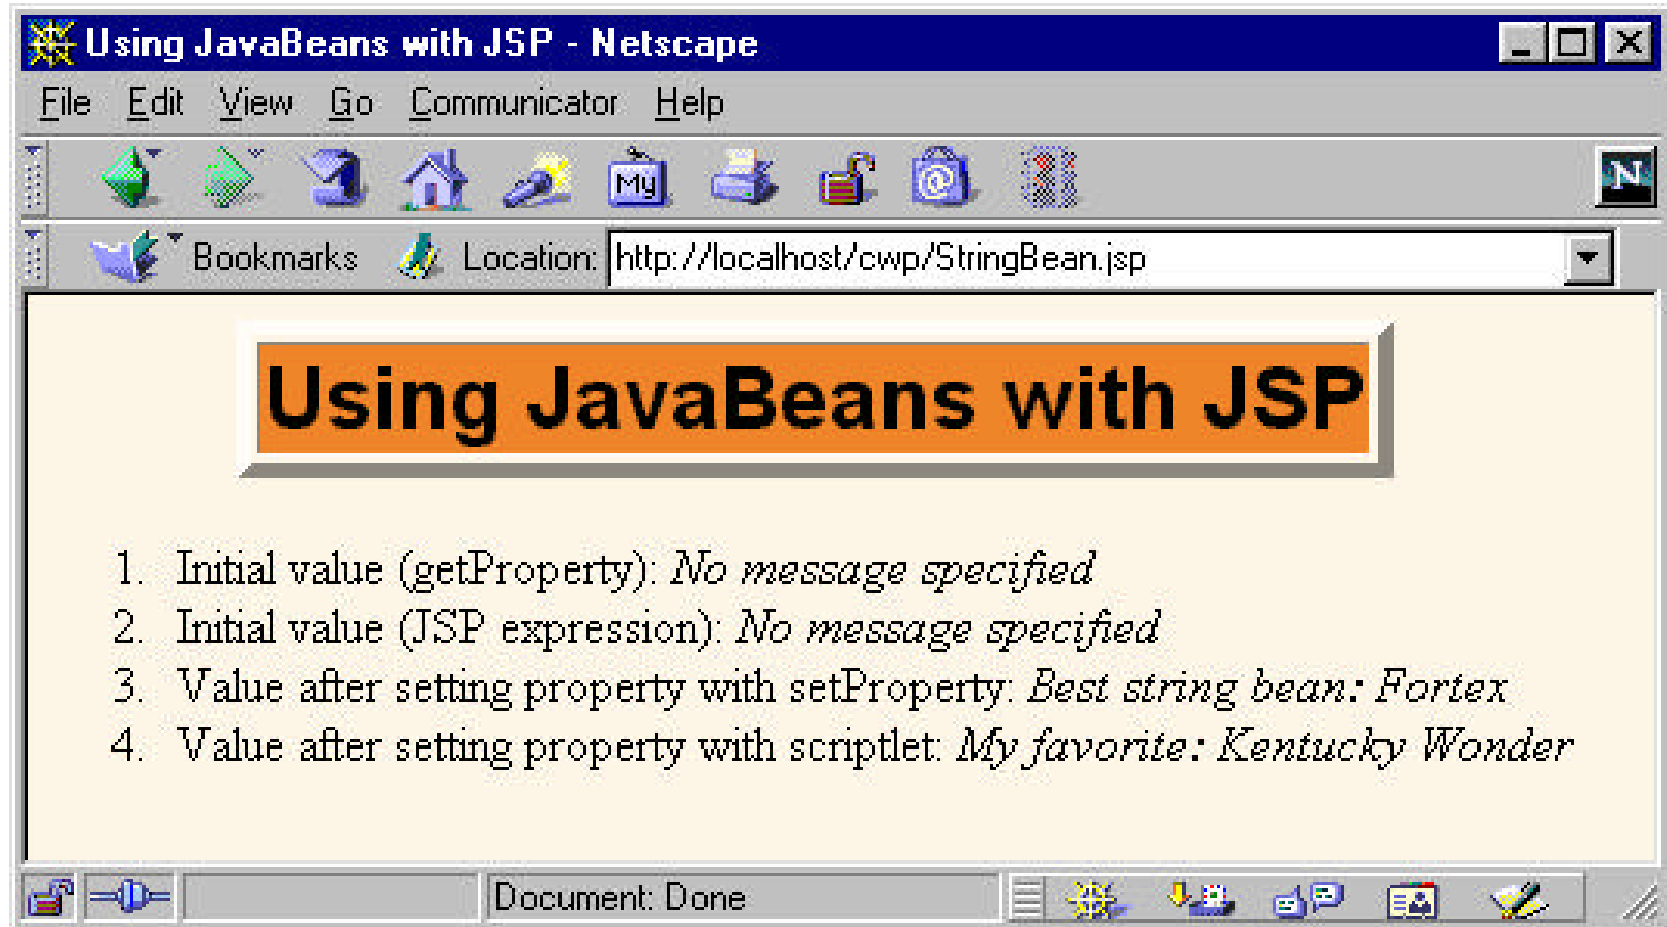 Using JavaBeans with JSP - Netscape
File Edit View Go Communicator Help
My
N
Bookmarks Location: http://localhost/cwp/StringBean.jsp
Using JavaBeans with JSP
1. Initial value (getProperty): No message specified
2. Initial value (JSP expression): No message specified
3. Value after setting property with setProperty: Best string bean: Fortex
4. Value after setting property with scriptlet: My favorite: Kentucky Wonder
Document: Done